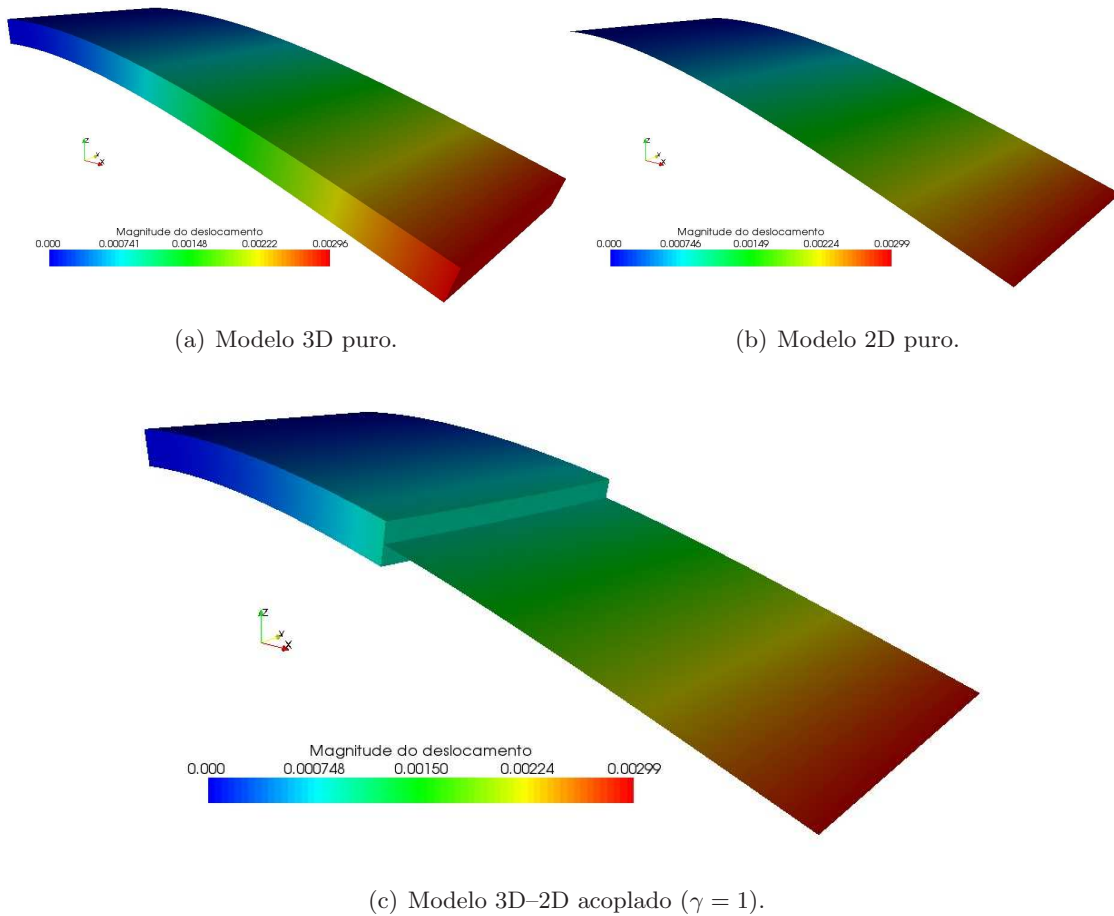 Z
Y
X
Magnitude do deslocamento
0.000 0.000741 0.00148 0.00222 0.00296
(a) Modelo 3D puro.
Z
Y
X
Magnitude do deslocamento
0.000 0.000746 0.00149 0.00224 0.00299
(b) Modelo 2D puro.
Z
Y
X
Magnitude do deslocamento
0.000 0.000748 0.00150 0.00224 0.00299
(c) Modelo 3D–2D acoplado (γ = 1).